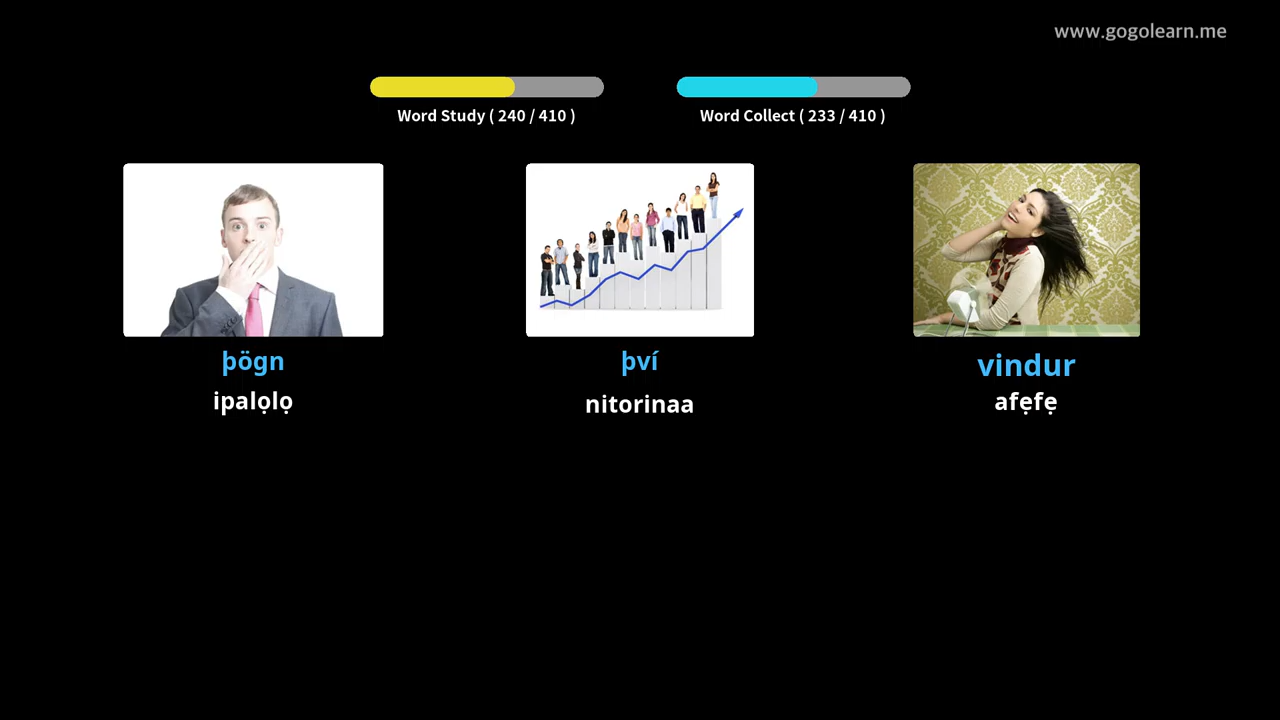 www.gogolearn.me
Word Study ( 240 / 410 )
Word Collect ( 233 / 410 )
þögn
því
vindur
ipalọlọ
nitorinaa
afẹfẹ